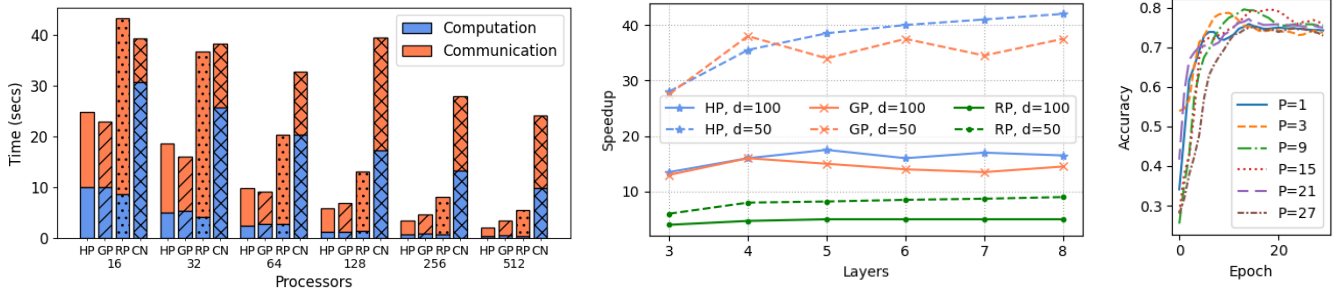 40
30
20
10
0
Time (secs)
Computation
Communication
HP GP RP CN HP GP RP CN HP GP RP CN HP GP RP CN HP GP RP CN HP GP RP CN
16 32 64 128 256 512
Processors
40
30
20
10
Speedup
HP, d=100 GP, d=100 RP, d=100
HP, d=50 GP, d=50 RP, d=50
3 4 5 6 7 8
Layers
0.8
0.7
0.6
0.5
0.4
0.3
Accuracy
P=1
P=3
P=9
P=15
P=21
P=27
0 20
Epoch